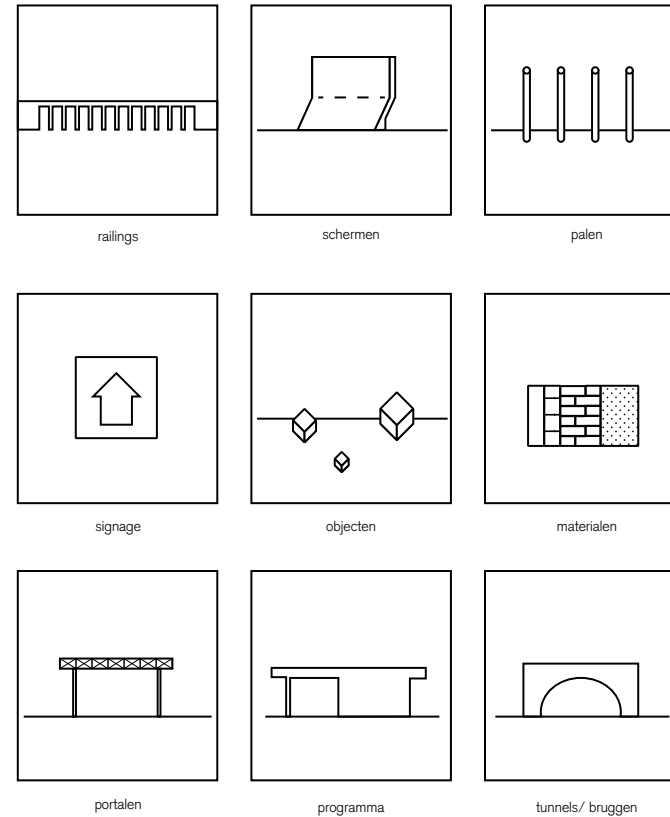 railings
schermen
palen
signage
objecten
materialen
portalen
programma
tunnels/ bruggen